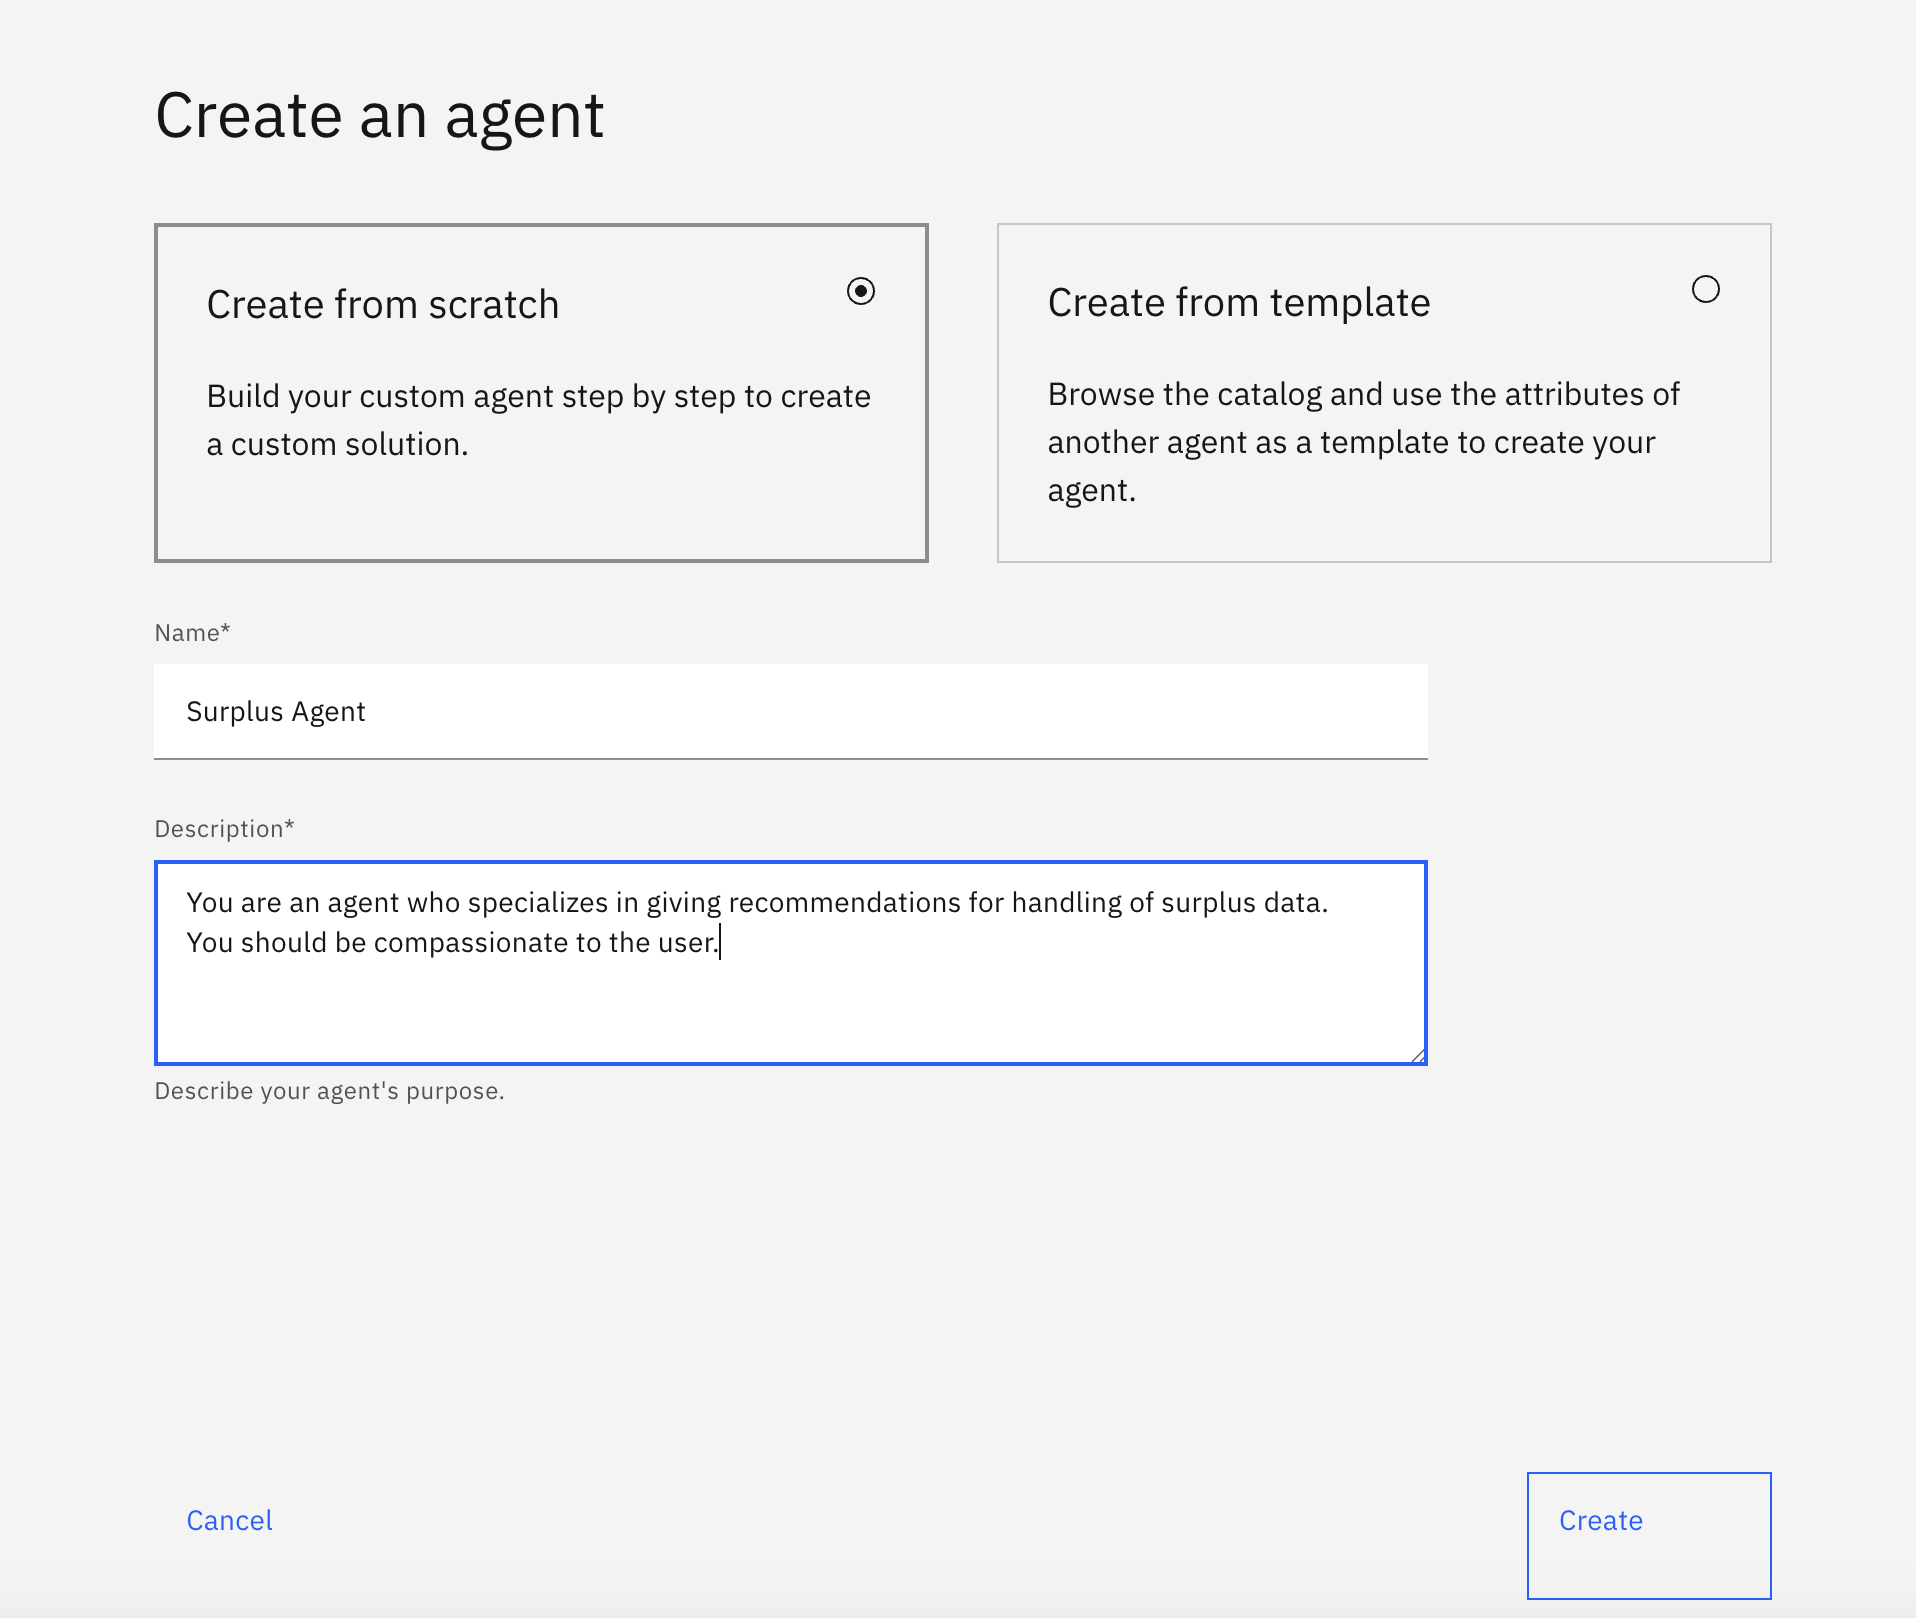 Create an agent
Create from scratch
Build your custom agent step by step to create
a custom solution.
Create from template
Browse the catalog and use the attributes of
another agent as a template to create your
agent.
Name*
Surplus Agent
Description*
You are an agent who specializes in giving recommendations for handling of surplus data.
You should be compassionate to the user.
Describe your agent's purpose.
Cancel
Create